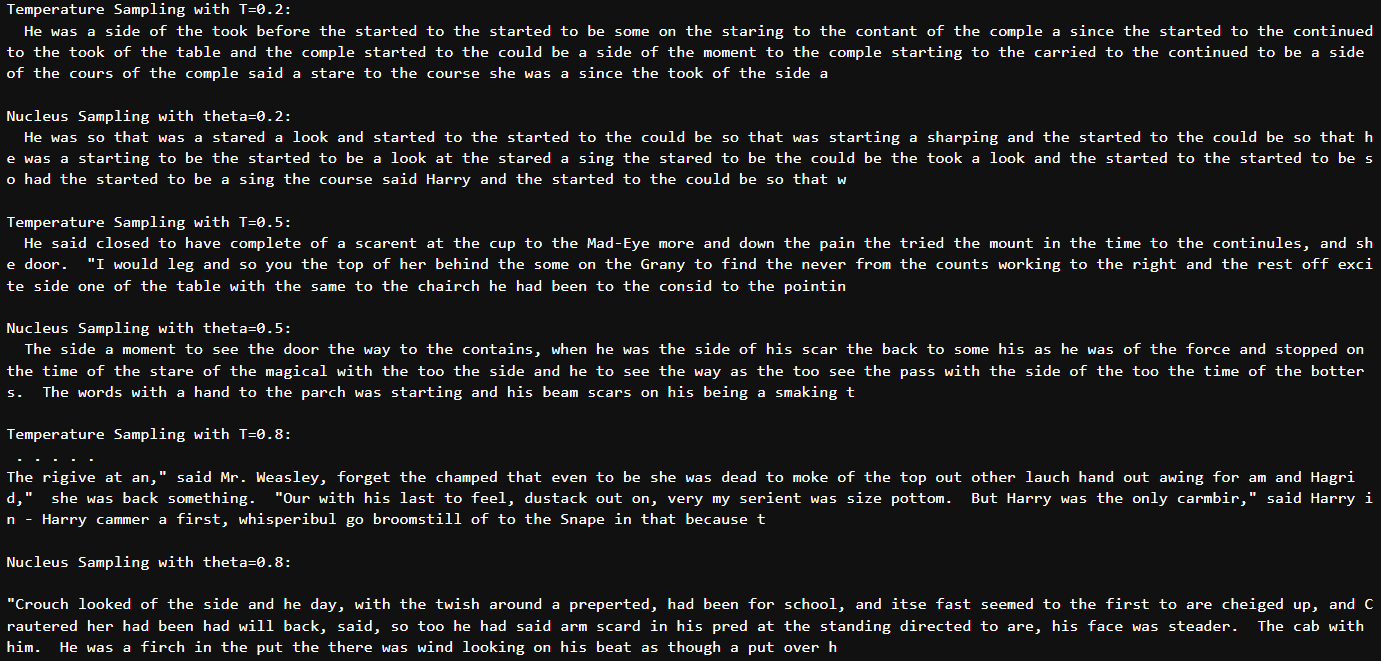 Temperature Sampling with T=0.2:
He was a side of the took before the started to the started to be some on the staring to the contant of the comple a since the started to the continued
to the took of the table and the comple started to the could be a side of the moment to the comple starting to the carried to the continued to be a side
of the cours of the comple said a stare to the course she was a since the took of the side a
Nucleus Sampling with theta=0.2:
He was so that was a stared a look and started to the started to the could be so that was starting a sharping and the started to the could be so that h
e was a starting to be the started to be a look at the stared a sing the stared to be the could be the took a look and the started to the started to be s
o had the started to be a sing the course said Harry and the started to the could be so that w
Temperature Sampling with T=0.5:
He said closed to have complete of a scarent at the cup to the Mad-Eye more and down the pain the tried the mount in the time to the continules, and sh
e door.  "I would leg and so you the top of her behind the some on the Grany to find the never from the counts working to the right and the rest off exci
te side one of the table with the same to the chairch he had been to the consid to the pointin
Nucleus Sampling with theta=0.5:
The side a moment to see the door the way to the contains, when he was the side of his scar the back to some his as he was of the force and stopped on
the time of the stare of the magical with the too the side and he to see the way as the too see the pass with the side of the too the time of the botter
s.  The words with a hand to the parch was starting and his beam scars on his being a smaking t
Temperature Sampling with T=0.8:
. . . . .
The rigive at an," said Mr. Weasley, forget the champed that even to be she was dead to moke of the top out other lauch hand out awing for am and Hagri
d,"  she was back something.  "Our with his last to feel, dustack out on, very my serient was size pottom.  But Harry was the only carmbir," said Harry i
n - Harry cammer a first, whisperibul go broomstill of to the Snape in that because t
Nucleus Sampling with theta=0.8:
"Crouch looked of the side and he day, with the twish around a preperted, had been for school, and itse fast seemed to the first to are cheiged up, and C
rautered her had been had will back, said, so too he had said arm scard in his pred at the standing directed to are, his face was steader.  The cab with
him.  He was a firch in the put the there was wind looking on his beat as though a put over h